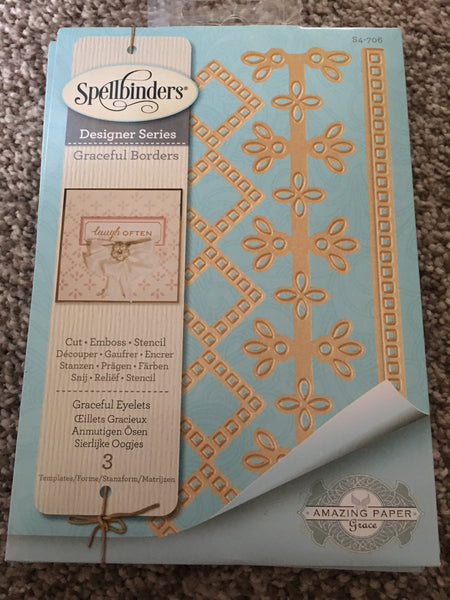 S4-706
Spellbinders®
Designer Series
Graceful Borders
laugh OFTEN
Cut • Emboss • Stencil
Découper • Gaufrer • Encrer
Stanzen • Prägen • Färben
Snij • Reliëf • Stencil
Graceful Eyelets
Œillets Gracieux
Anmutigen Ösen
Sierlijke Oogjes
3
Templates/Forme/Stanzform/Matrijzen
AMAZING PAPER
Grace